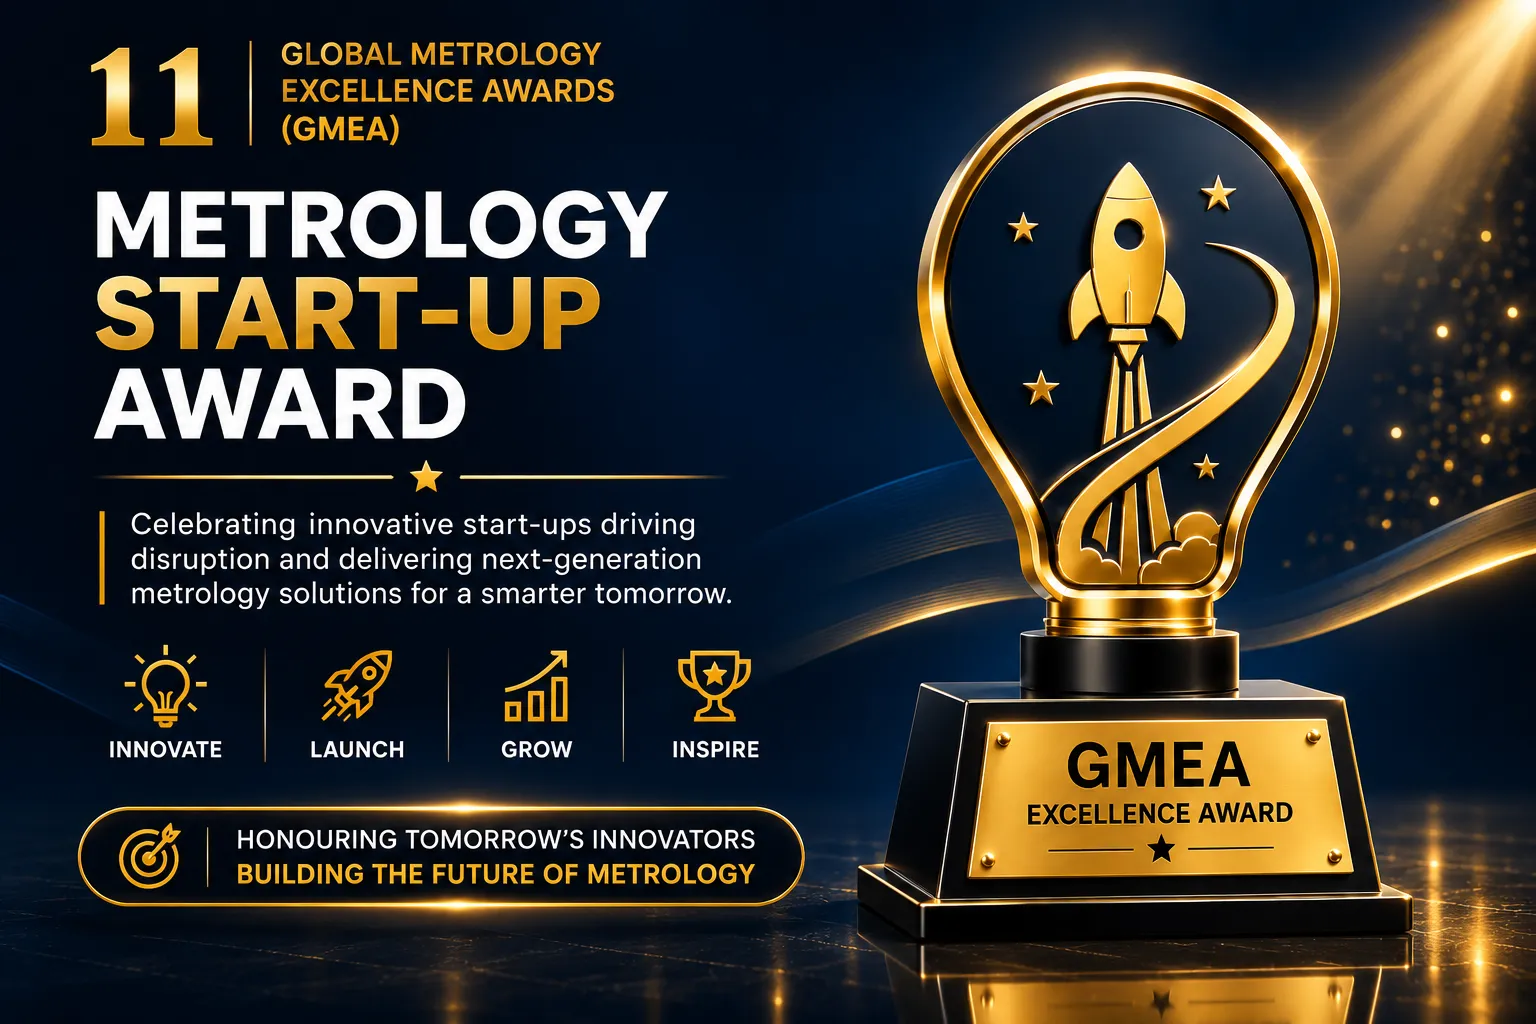 11
GLOBAL METROLOGY
EXCELLENCE AWARDS
(GMEA)
METROLOGY
START-UP
AWARD
Celebrating innovative start-ups driving
disruption and delivering next-generation
metrology solutions for a smarter tomorrow.
INNOVATE
LAUNCH
GROW
INSPIRE
HONOURING TOMORROW’S INNOVATORS
BUILDING THE FUTURE OF METROLOGY
GMEA
EXCELLENCE AWARD